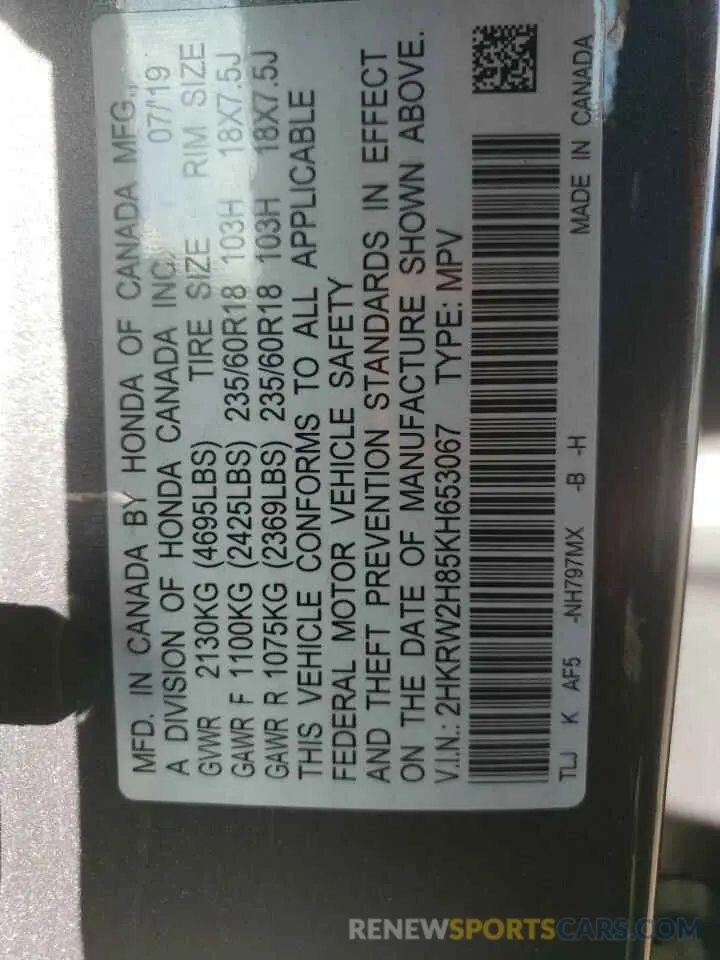 MFD. IN CANADA BY HONDA OF CANADA MFG.,
A DIVISION OF HONDA CANADA INC. 07/'19
GVWR 2130KG (4695LBS) TIRE SIZE RIM SIZE
GAWR F 1100KG (2425LBS) 235/60R18 103H 18X7.5J
GAWR R 1075KG (2369LBS) 235/60R18 103H 18X7.5J
THIS VEHICLE CONFORMS TO ALL APPLICABLE
FEDERAL MOTOR VEHICLE SAFETY
AND THEFT PREVENTION STANDARDS IN EFFECT
ON THE DATE OF MANUFACTURE SHOWN ABOVE.
V.I.N.: 2HKRW2H85KH653067 TYPE: MPV
TLJ K AF5 -NH797MX -B -H MADE IN CANADA
RENEWSPORTSCARS.COM